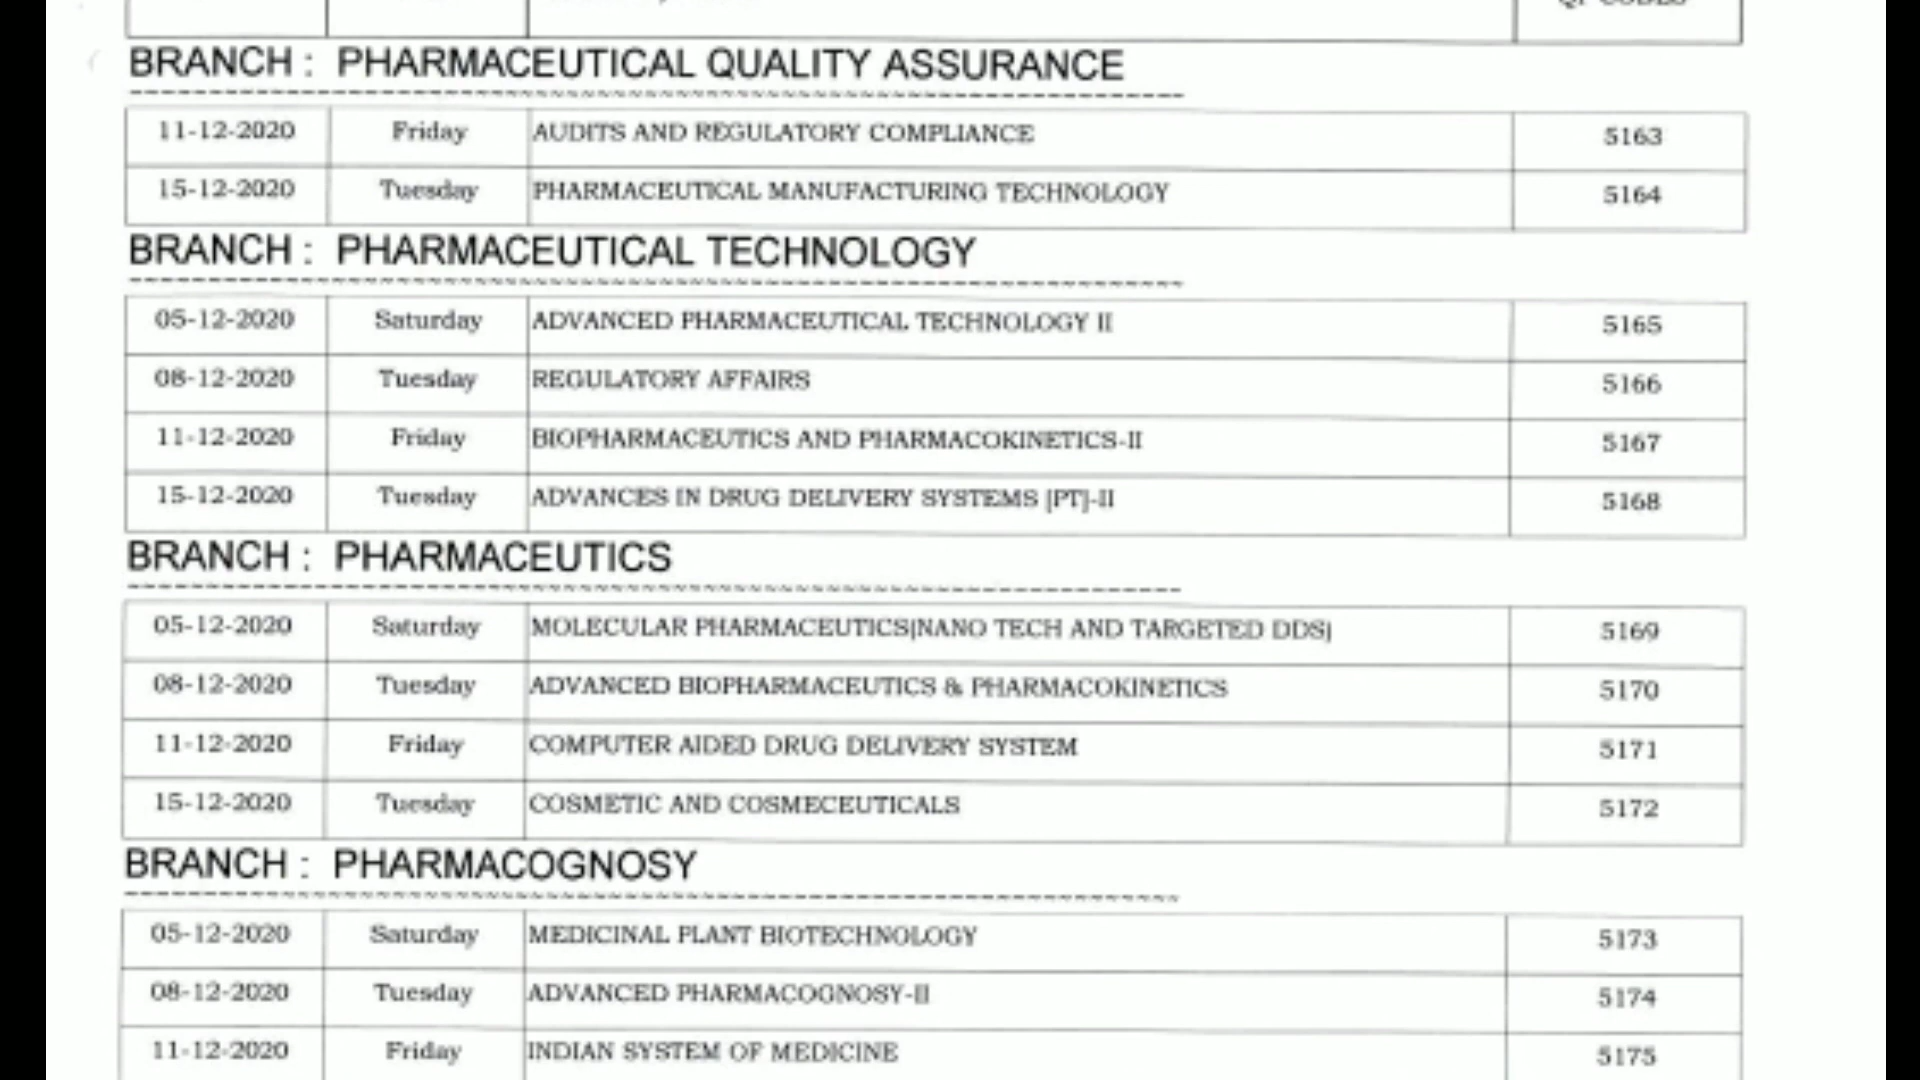 QP CODES
BRANCH : PHARMACEUTICAL QUALITY ASSURANCE
11-12-2020 Friday AUDITS AND REGULATORY COMPLIANCE 5163
15-12-2020 Tuesday PHARMACEUTICAL MANUFACTURING TECHNOLOGY 5164
BRANCH : PHARMACEUTICAL TECHNOLOGY
05-12-2020 Saturday ADVANCED PHARMACEUTICAL TECHNOLOGY II 5165
08-12-2020 Tuesday REGULATORY AFFAIRS 5166
11-12-2020 Friday BIOPHARMACEUTICS AND PHARMACOKINETICS-II 5167
15-12-2020 Tuesday ADVANCES IN DRUG DELIVERY SYSTEMS [PT]-II 5168
BRANCH : PHARMACEUTICS
05-12-2020 Saturday MOLECULAR PHARMACEUTICS[NANO TECH AND TARGETED DDS] 5169
08-12-2020 Tuesday ADVANCED BIOPHARMACEUTICS & PHARMACOKINETICS 5170
11-12-2020 Friday COMPUTER AIDED DRUG DELIVERY SYSTEM 5171
15-12-2020 Tuesday COSMETIC AND COSMECEUTICALS 5172
BRANCH : PHARMACOGNOSY
05-12-2020 Saturday MEDICINAL PLANT BIOTECHNOLOGY 5173
08-12-2020 Tuesday ADVANCED PHARMACOGNOSY-II 5174
11-12-2020 Friday INDIAN SYSTEM OF MEDICINE 5175